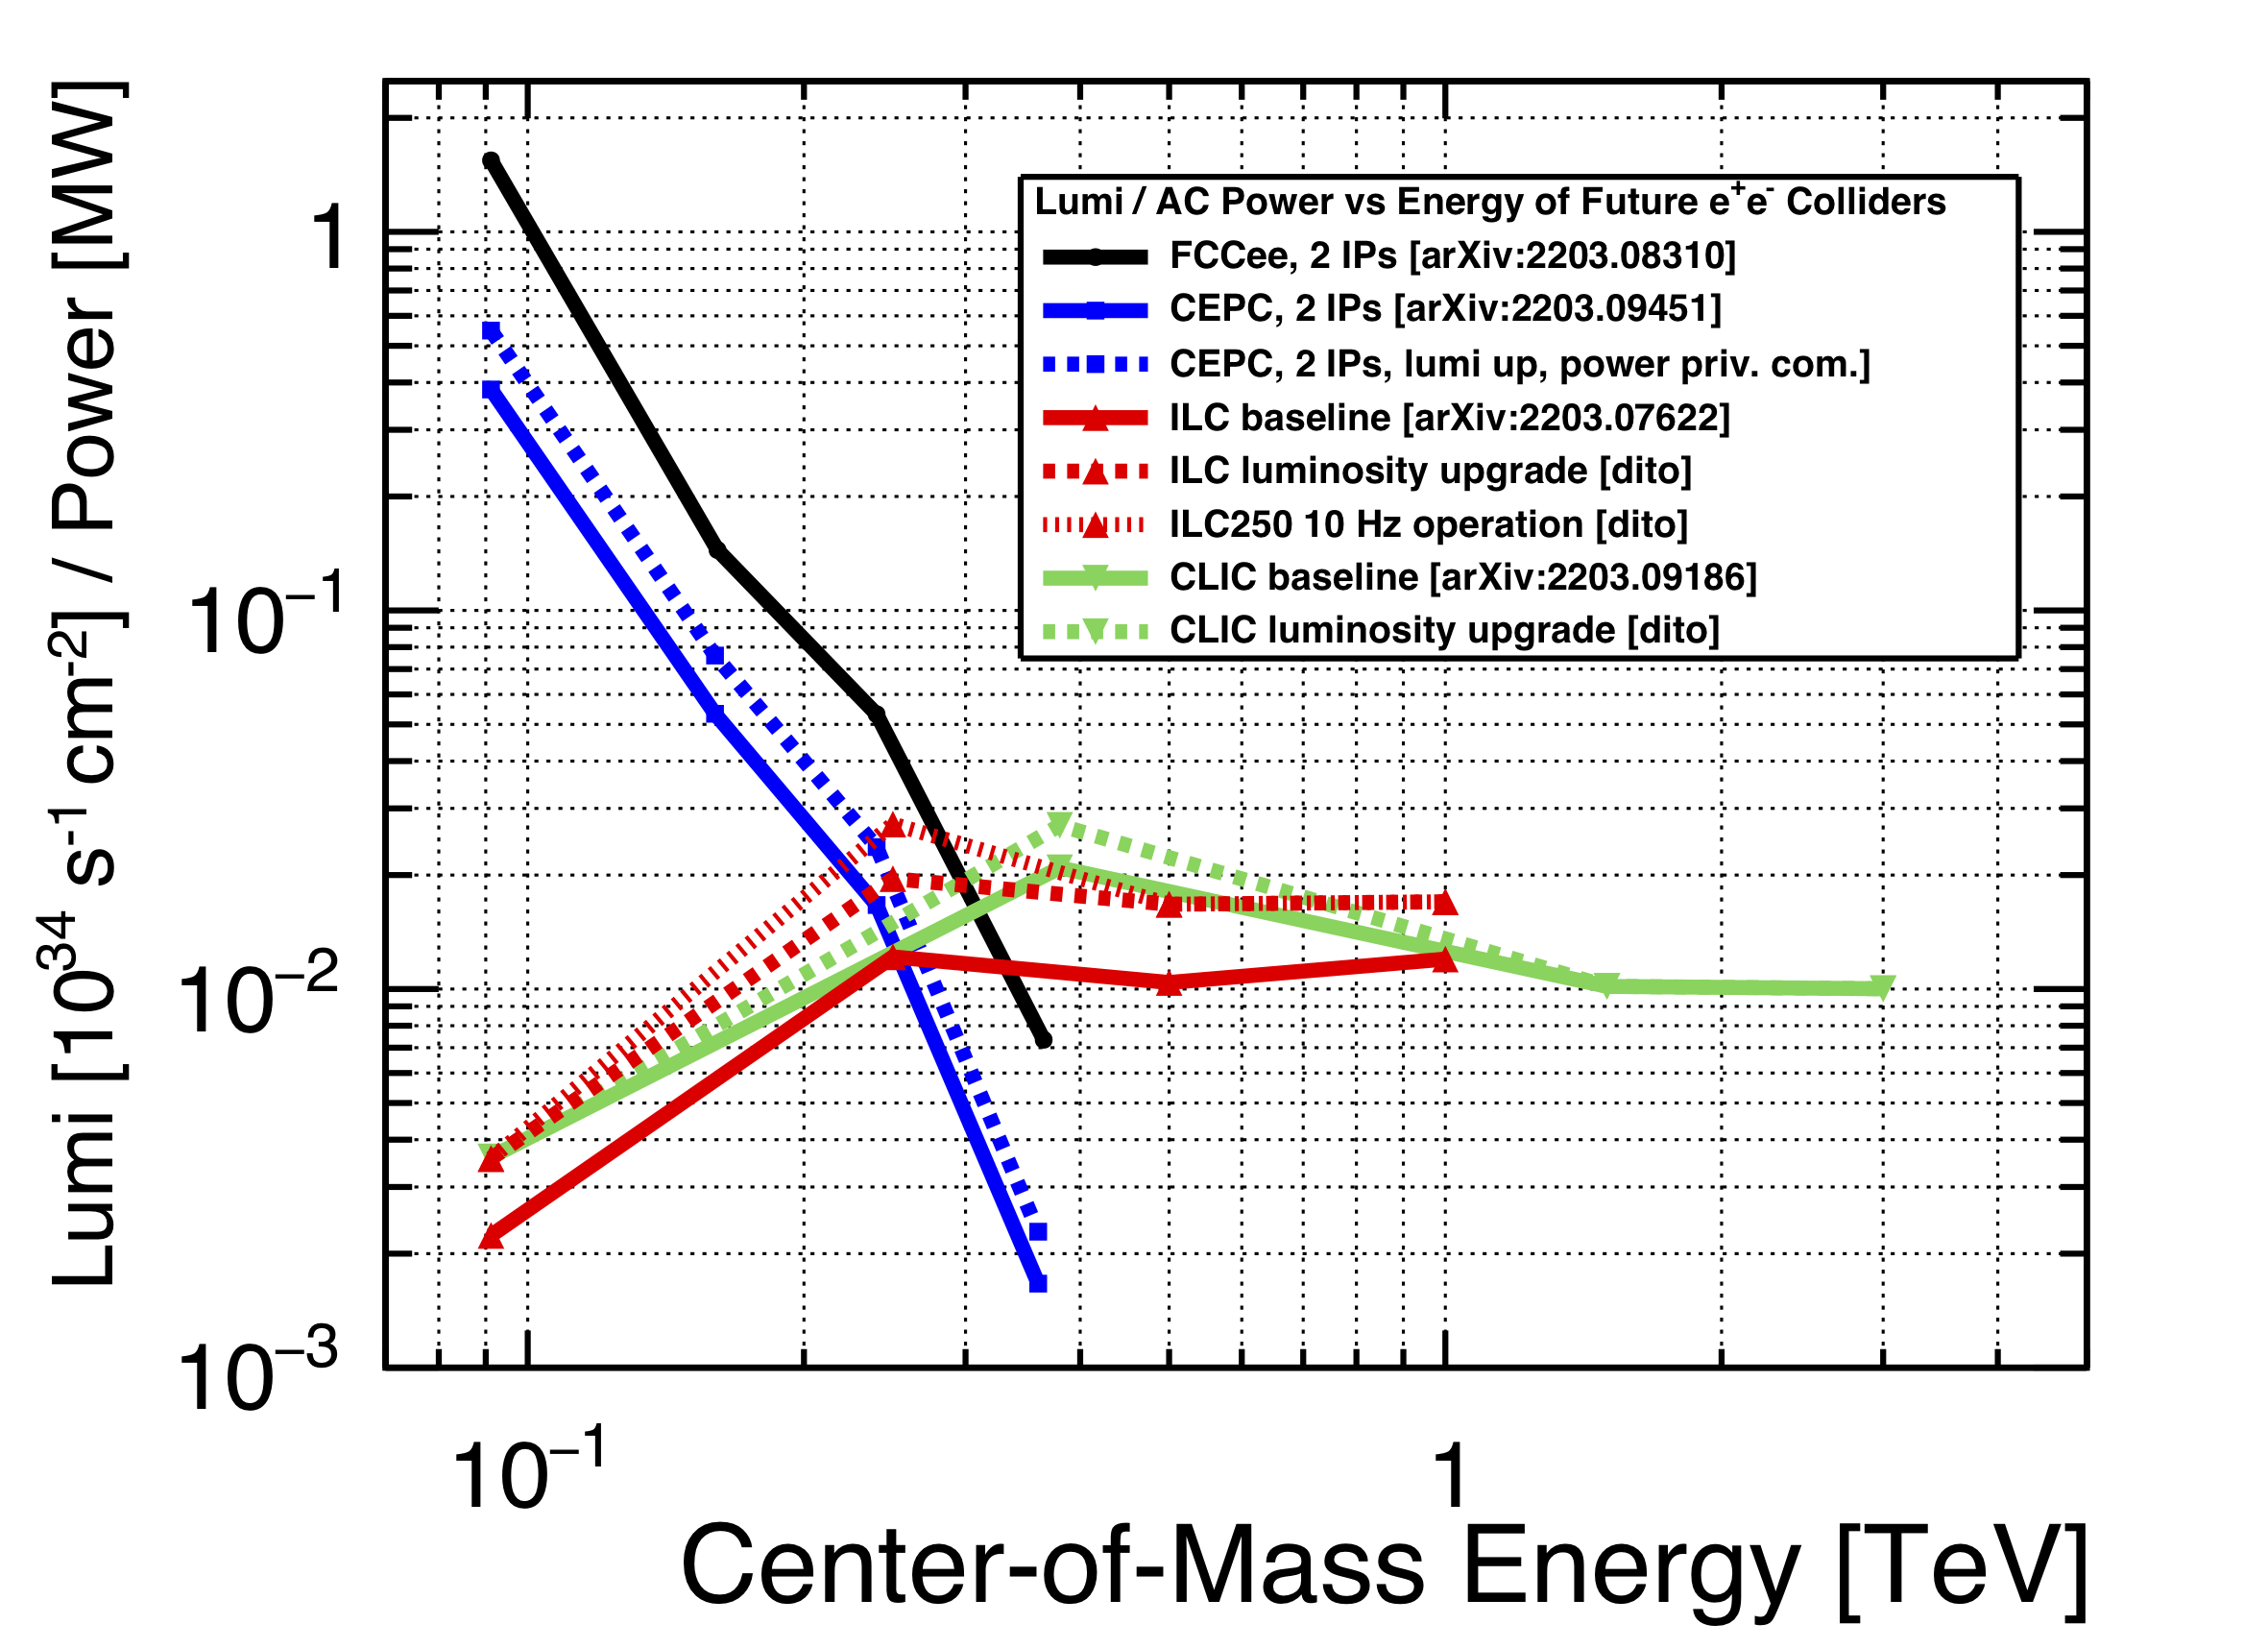 Lumi [10³⁴ s⁻¹ cm⁻²] / Power [MW]
1
10⁻¹
10⁻²
10⁻³
Lumi / AC Power vs Energy of Future e⁺e⁻ Colliders
FCCee, 2 IPs [arXiv:2203.08310]
CEPC, 2 IPs [arXiv:2203.09451]
CEPC, 2 IPs, lumi up, power priv. com.]
ILC baseline [arXiv:2203.07622]
ILC luminosity upgrade [dito]
ILC250 10 Hz operation [dito]
CLIC baseline [arXiv:2203.09186]
CLIC luminosity upgrade [dito]
10⁻¹ 1
Center-of-Mass Energy [TeV]